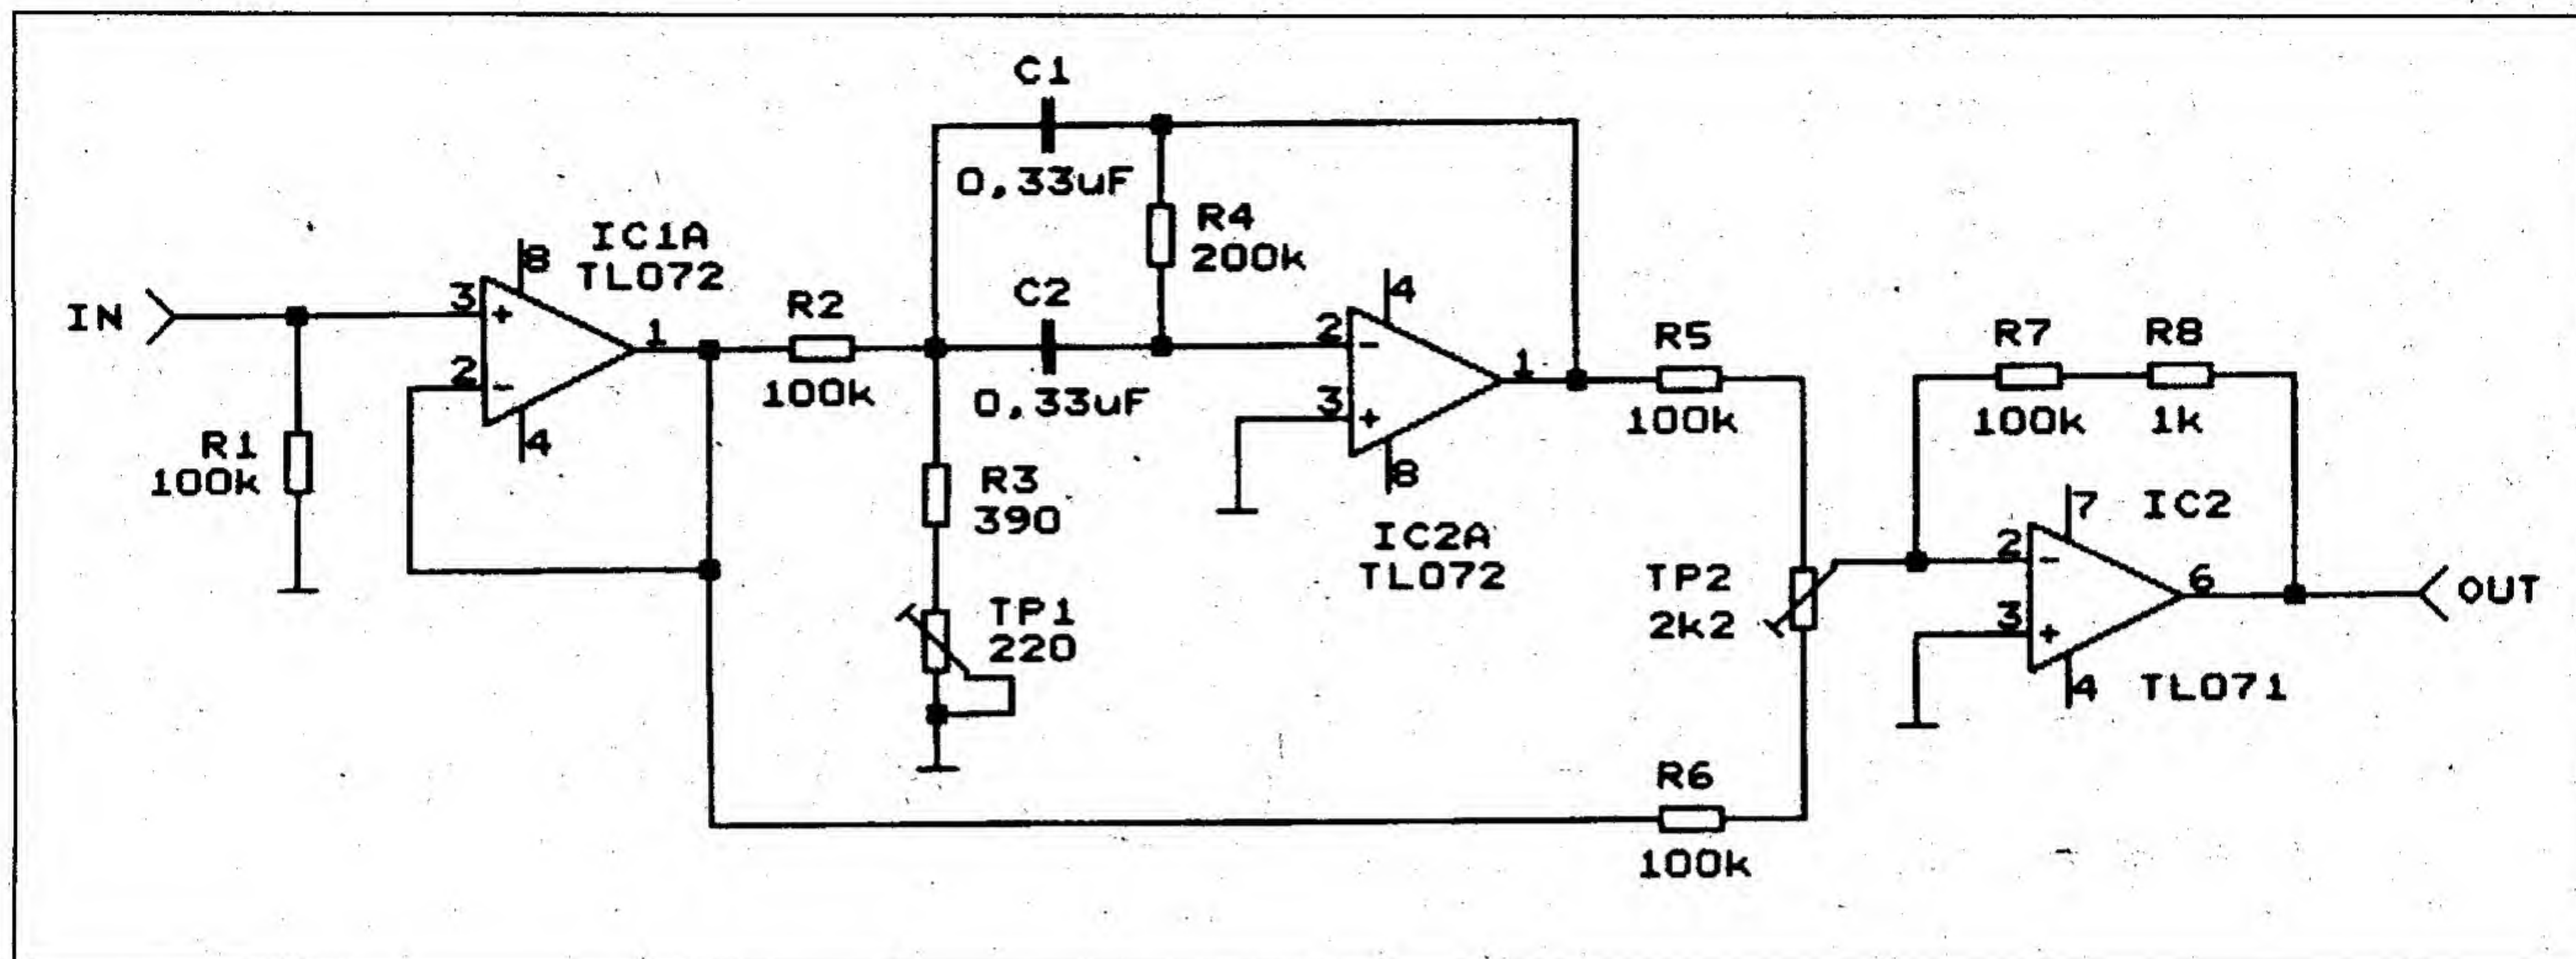 C1
0,33uF
R4
200k
IC1A
TL072
8
3
+
1
2
-
4
IN
R1
100k
R2
100k
C2
0,33uF
R3
390
TP1
220
4
2
-
1
3
+
8
IC2A
TL072
R5
100k
TP2
2k2
R6
100k
R7
100k
R8
1k
7
IC2
2
-
6
3
+
4
TL071
OUT